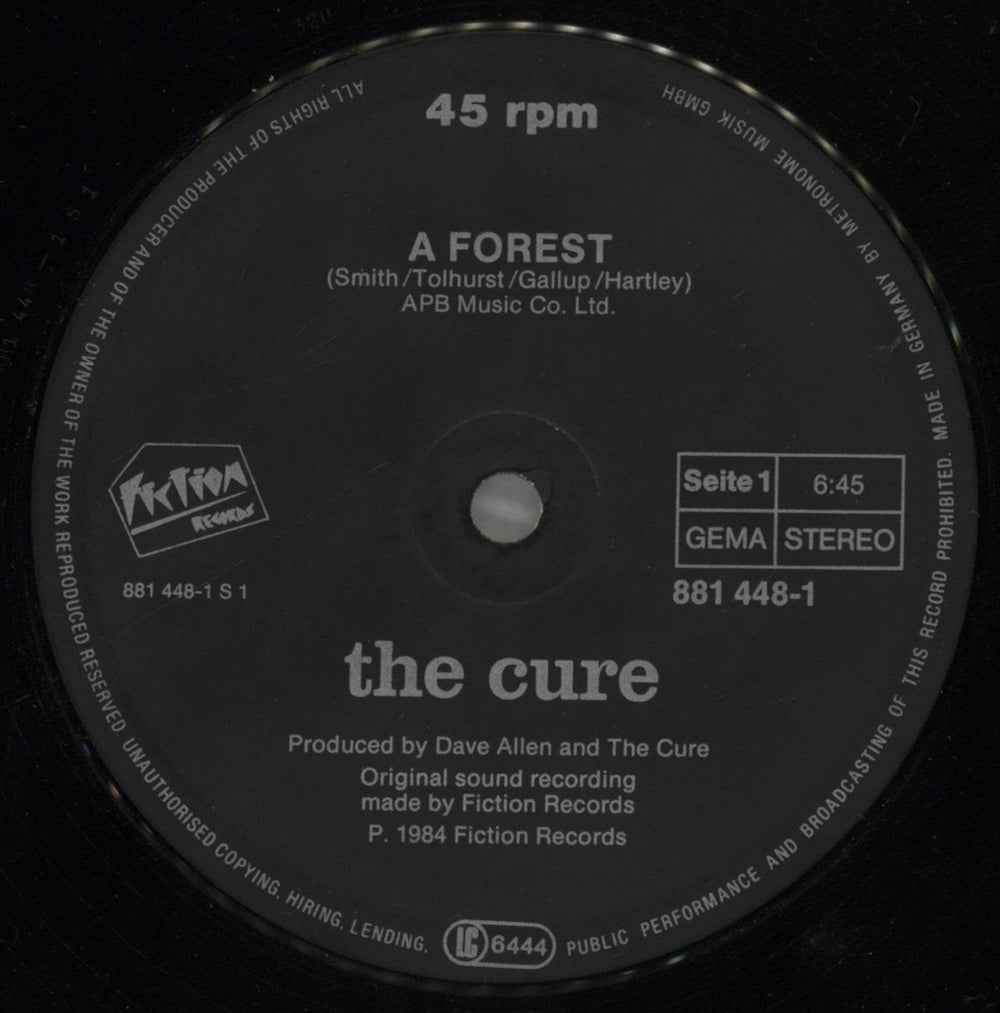 45 rpm
A FOREST
(Smith/Tolhurst/Gallup/Hartley)
APB Music Co. Ltd.
FICTION
RECORDS
881 448-1 S 1
Seite 1
6:45
GEMA
STEREO
881 448-1
the cure
Produced by Dave Allen and The Cure
Original sound recording
made by Fiction Records
P. 1984 Fiction Records
LC 6444
ALL RIGHTS OF THE PRODUCER AND OF THE OWNER OF THE WORK REPRODUCED RESERVED UNAUTHORISED COPYING, HIRING, LENDING, PUBLIC PERFORMANCE AND BROADCASTING OF THIS RECORD PROHIBITED. MADE IN GERMANY BY METRONOME MUSIK GMBH
320